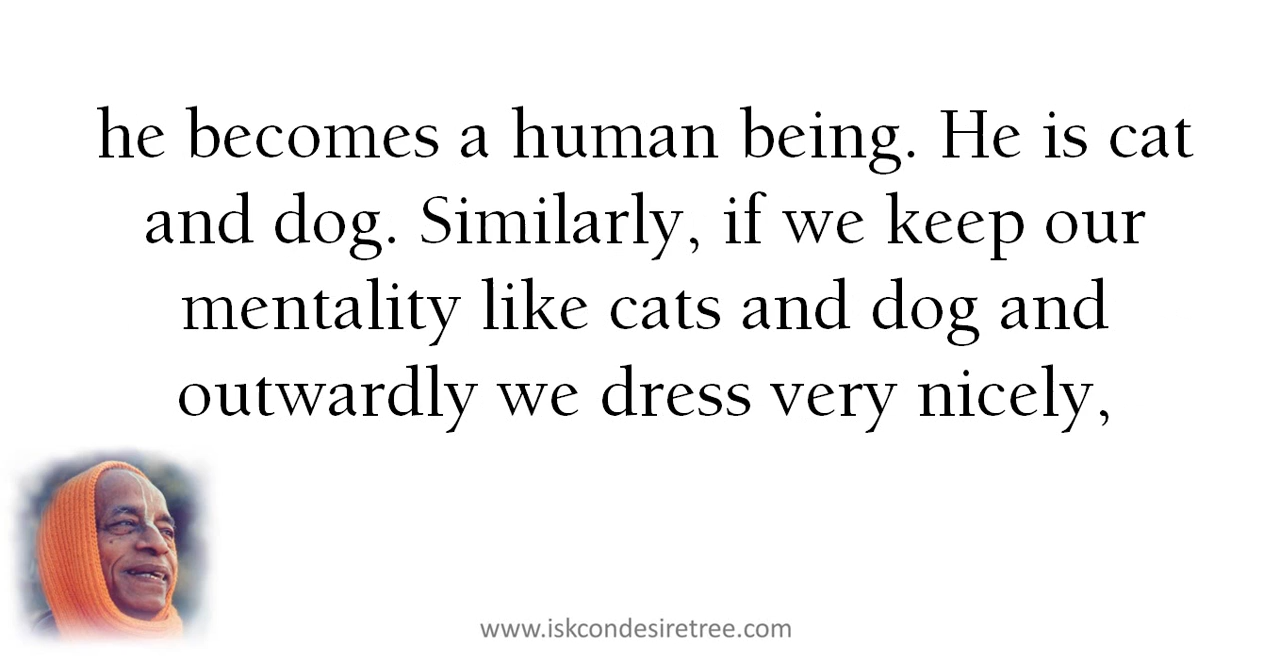 he becomes a human being. He is cat
and dog. Similarly, if we keep our
mentality like cats and dog and
outwardly we dress very nicely,
www.iskcondesiretree.com